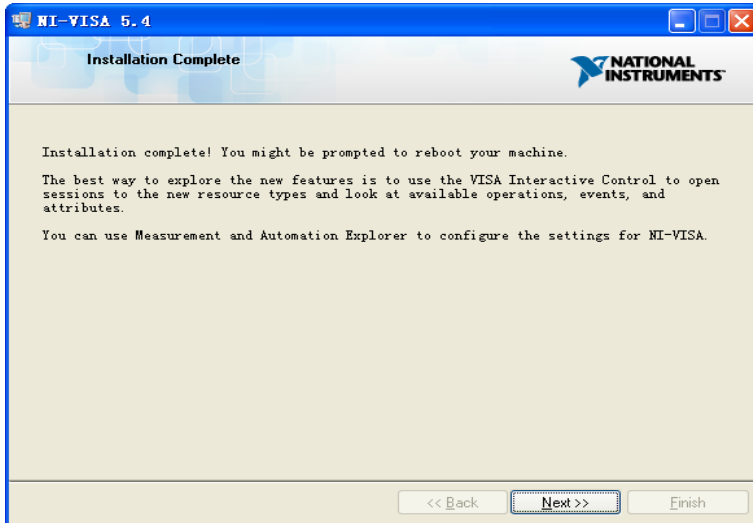 NI-VISA 5.4
Installation Complete
NATIONAL
INSTRUMENTS™
Installation complete! You might be prompted to reboot your machine.
The best way to explore the new features is to use the VISA Interactive Control to open
sessions to the new resource types and look at available operations, events, and
attributes.
You can use Measurement and Automation Explorer to configure the settings for NI-VISA.
<< Back Next >> Finish